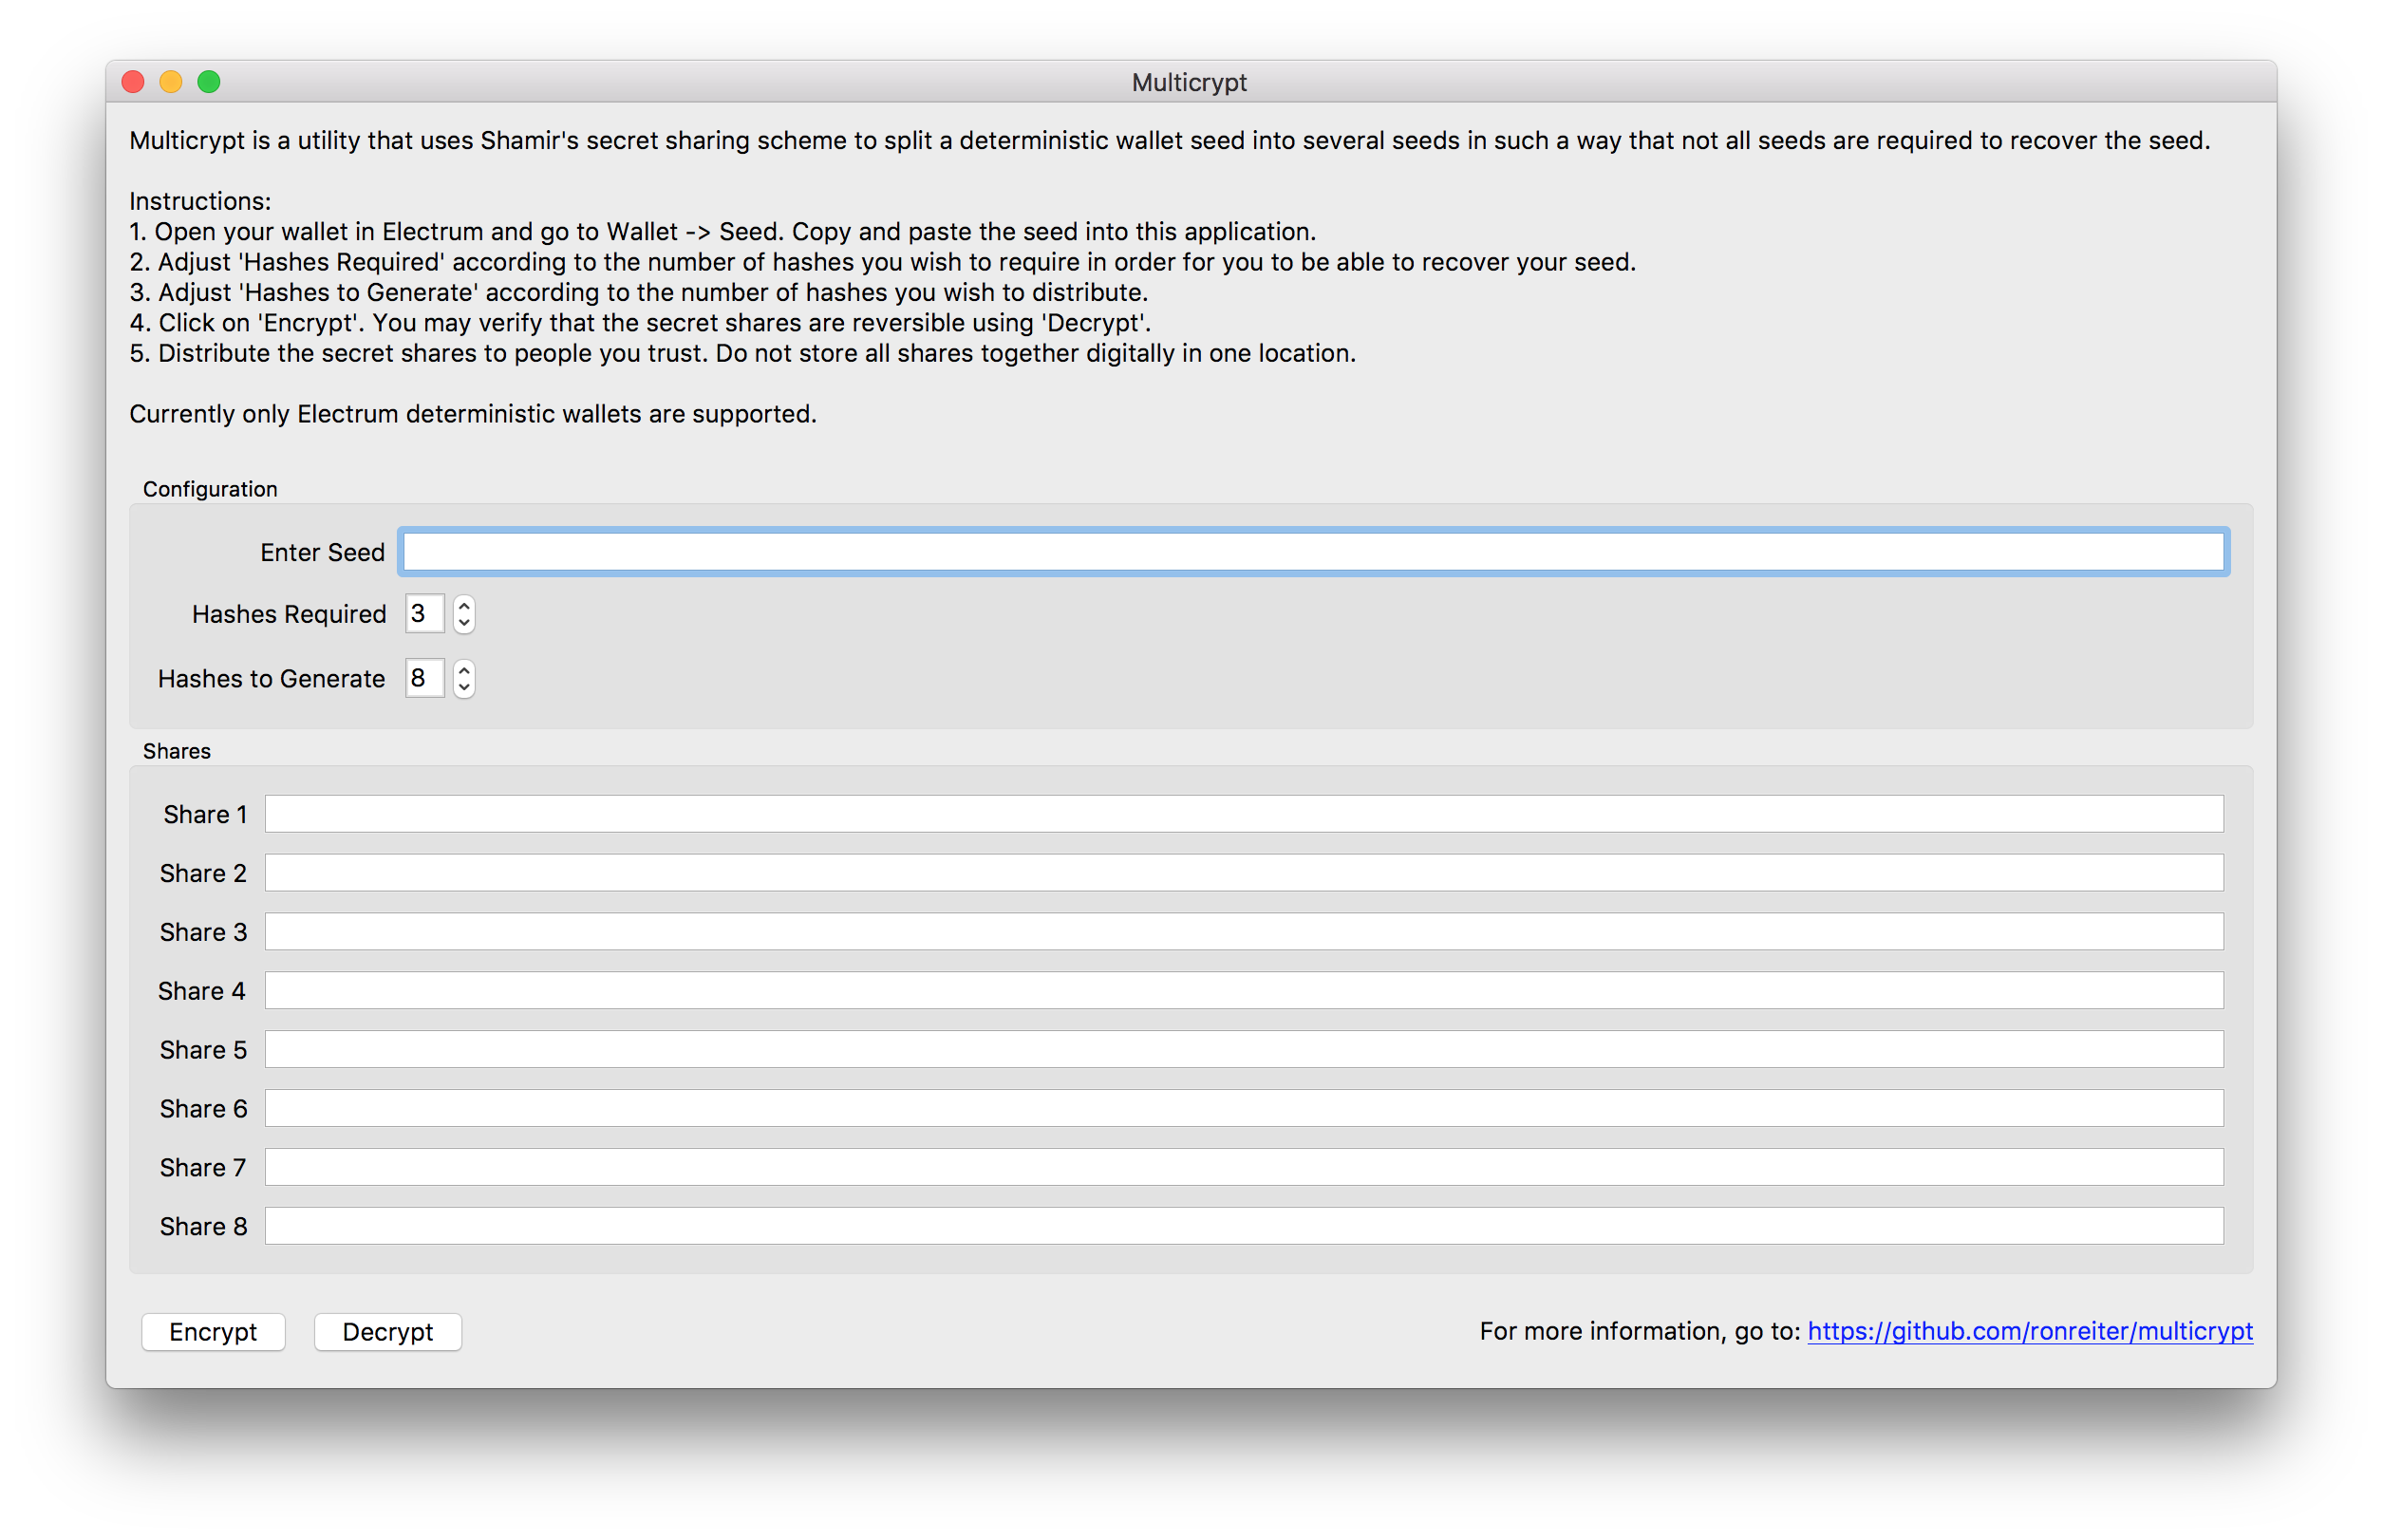 Multicrypt
Multicrypt is a utility that uses Shamir's secret sharing scheme to split a deterministic wallet seed into several seeds in such a way that not all seeds are required to recover the seed.
Instructions:
1. Open your wallet in Electrum and go to Wallet -> Seed. Copy and paste the seed into this application.
2. Adjust 'Hashes Required' according to the number of hashes you wish to require in order for you to be able to recover your seed.
3. Adjust 'Hashes to Generate' according to the number of hashes you wish to distribute.
4. Click on 'Encrypt'. You may verify that the secret shares are reversible using 'Decrypt'.
5. Distribute the secret shares to people you trust. Do not store all shares together digitally in one location.
Currently only Electrum deterministic wallets are supported.
Configuration
Enter Seed
Hashes Required 3
Hashes to Generate 8
Shares
Share 1
Share 2
Share 3
Share 4
Share 5
Share 6
Share 7
Share 8
Encrypt Decrypt For more information, go to: https://github.com/ronreiter/multicrypt